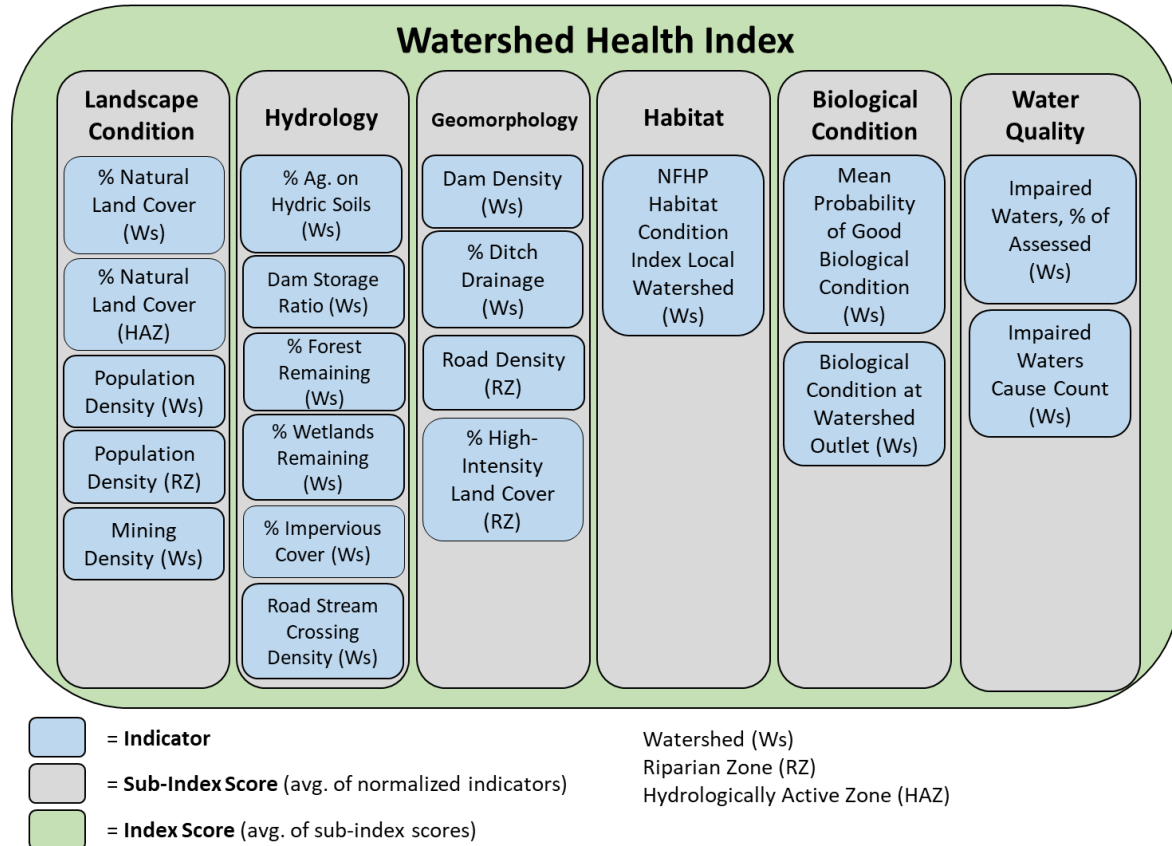 Watershed Health Index
Landscape
Condition
% Natural
Land Cover
(Ws)
% Natural
Land Cover
(HAZ)
Population
Density (Ws)
Population
Density (RZ)
Mining
Density (Ws)
Hydrology
% Ag. on
Hydric Soils
(Ws)
Dam Storage
Ratio (Ws)
% Forest
Remaining
(Ws)
% Wetlands
Remaining
(Ws)
% Impervious
Cover (Ws)
Road Stream
Crossing
Density (Ws)
Geomorphology
Dam Density
(Ws)
% Ditch
Drainage
(Ws)
Road Density
(RZ)
% High-
Intensity
Land Cover
(RZ)
Habitat
NFHP
Habitat
Condition
Index Local
Watershed
(Ws)
Biological
Condition
Mean
Probability
of Good
Biological
Condition
(Ws)
Biological
Condition at
Watershed
Outlet (Ws)
Water
Quality
Impaired
Waters, % of
Assessed
(Ws)
Impaired
Waters
Cause Count
(Ws)
= Indicator
= Sub-Index Score (avg. of normalized indicators)
= Index Score (avg. of sub-index scores)
Watershed (Ws)
Riparian Zone (RZ)
Hydrologically Active Zone (HAZ)